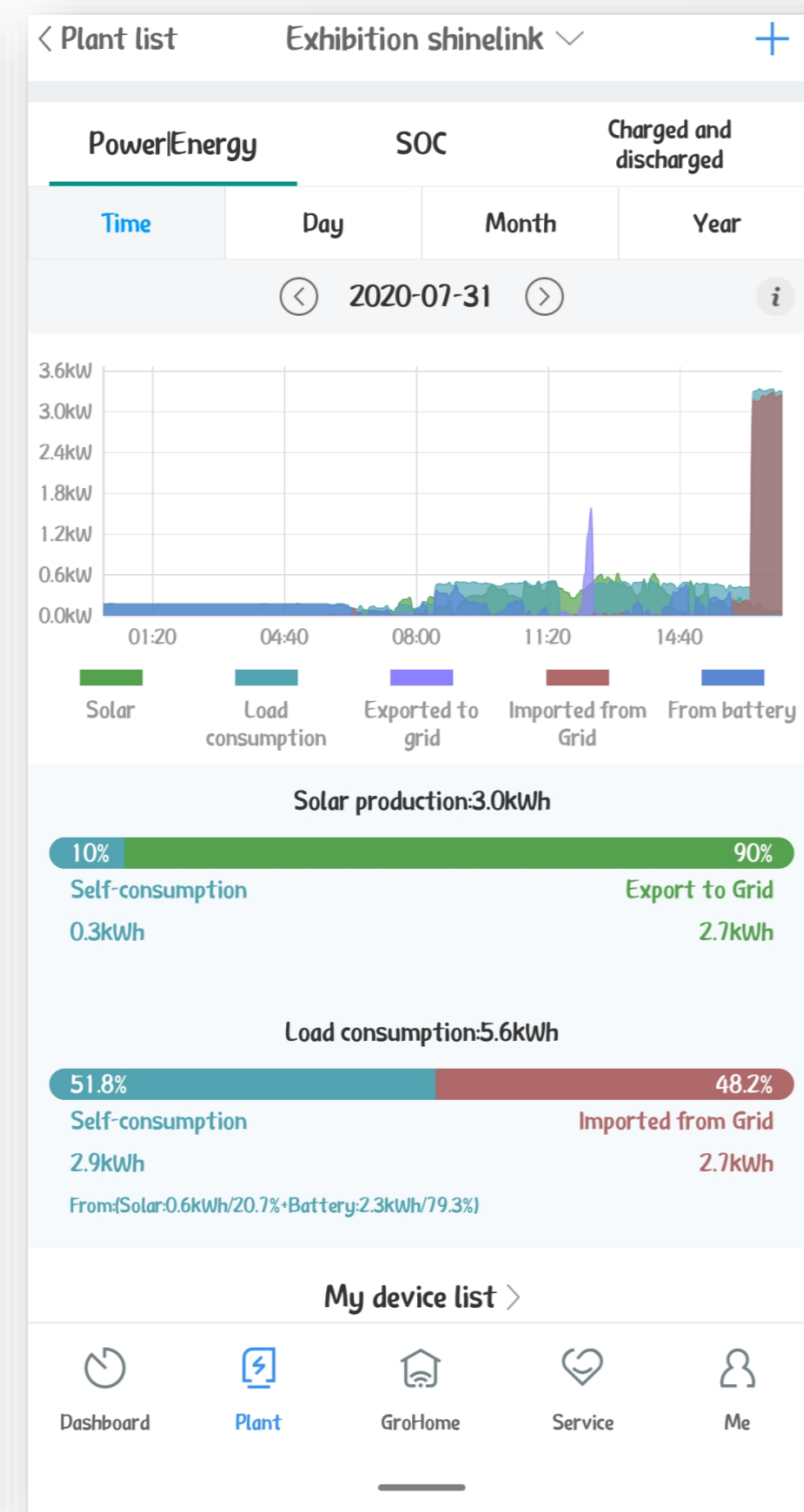 < Plant list Exhibition shinelink
Power|Energy SOC Charged and
discharged
Time Day Month Year
2020-07-31 i
3.6kW
3.0kW
2.4kW
1.8kW
1.2kW
0.6kW
0.0kW
01:20 04:40 08:00 11:20 14:40
Solar Load Exported to Imported from From battery
consumption grid Grid
Solar production:3.0kWh
10% 90%
Self-consumption Export to Grid
0.3kWh 2.7kWh
Load consumption:5.6kWh
51.8% 48.2%
Self-consumption Imported from Grid
2.9kWh 2.7kWh
From:(Solar:0.6kWh/20.7%+Battery:2.3kWh/79.3%)
My device list >
Dashboard Plant GroHome Service Me